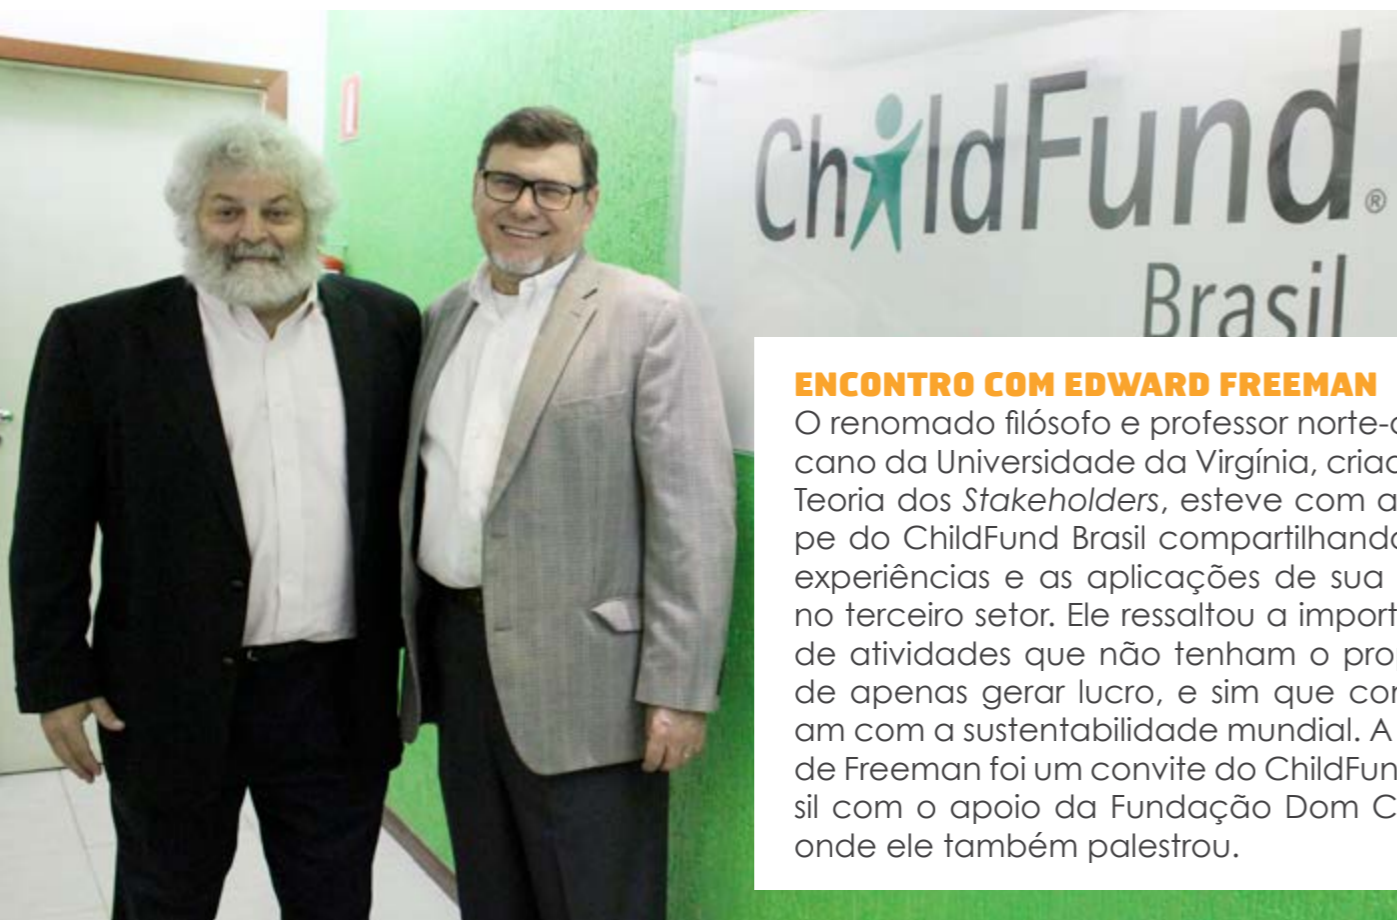 ChildFund®
Brasil
ENCONTRO COM EDWARD FREEMAN
O renomado filósofo e professor norte-
cano da Universidade da Virgínia, criad
Teoria dos Stakeholders, esteve com a
pe do ChildFund Brasil compartilhando
experiências e as aplicações de sua
no terceiro setor. Ele ressaltou a import
de atividades que não tenham o pro
de apenas gerar lucro, e sim que con
am com a sustentabilidade mundial. A
de Freeman foi um convite do ChildFun
sil com o apoio da Fundação Dom C
onde ele também palestrou.